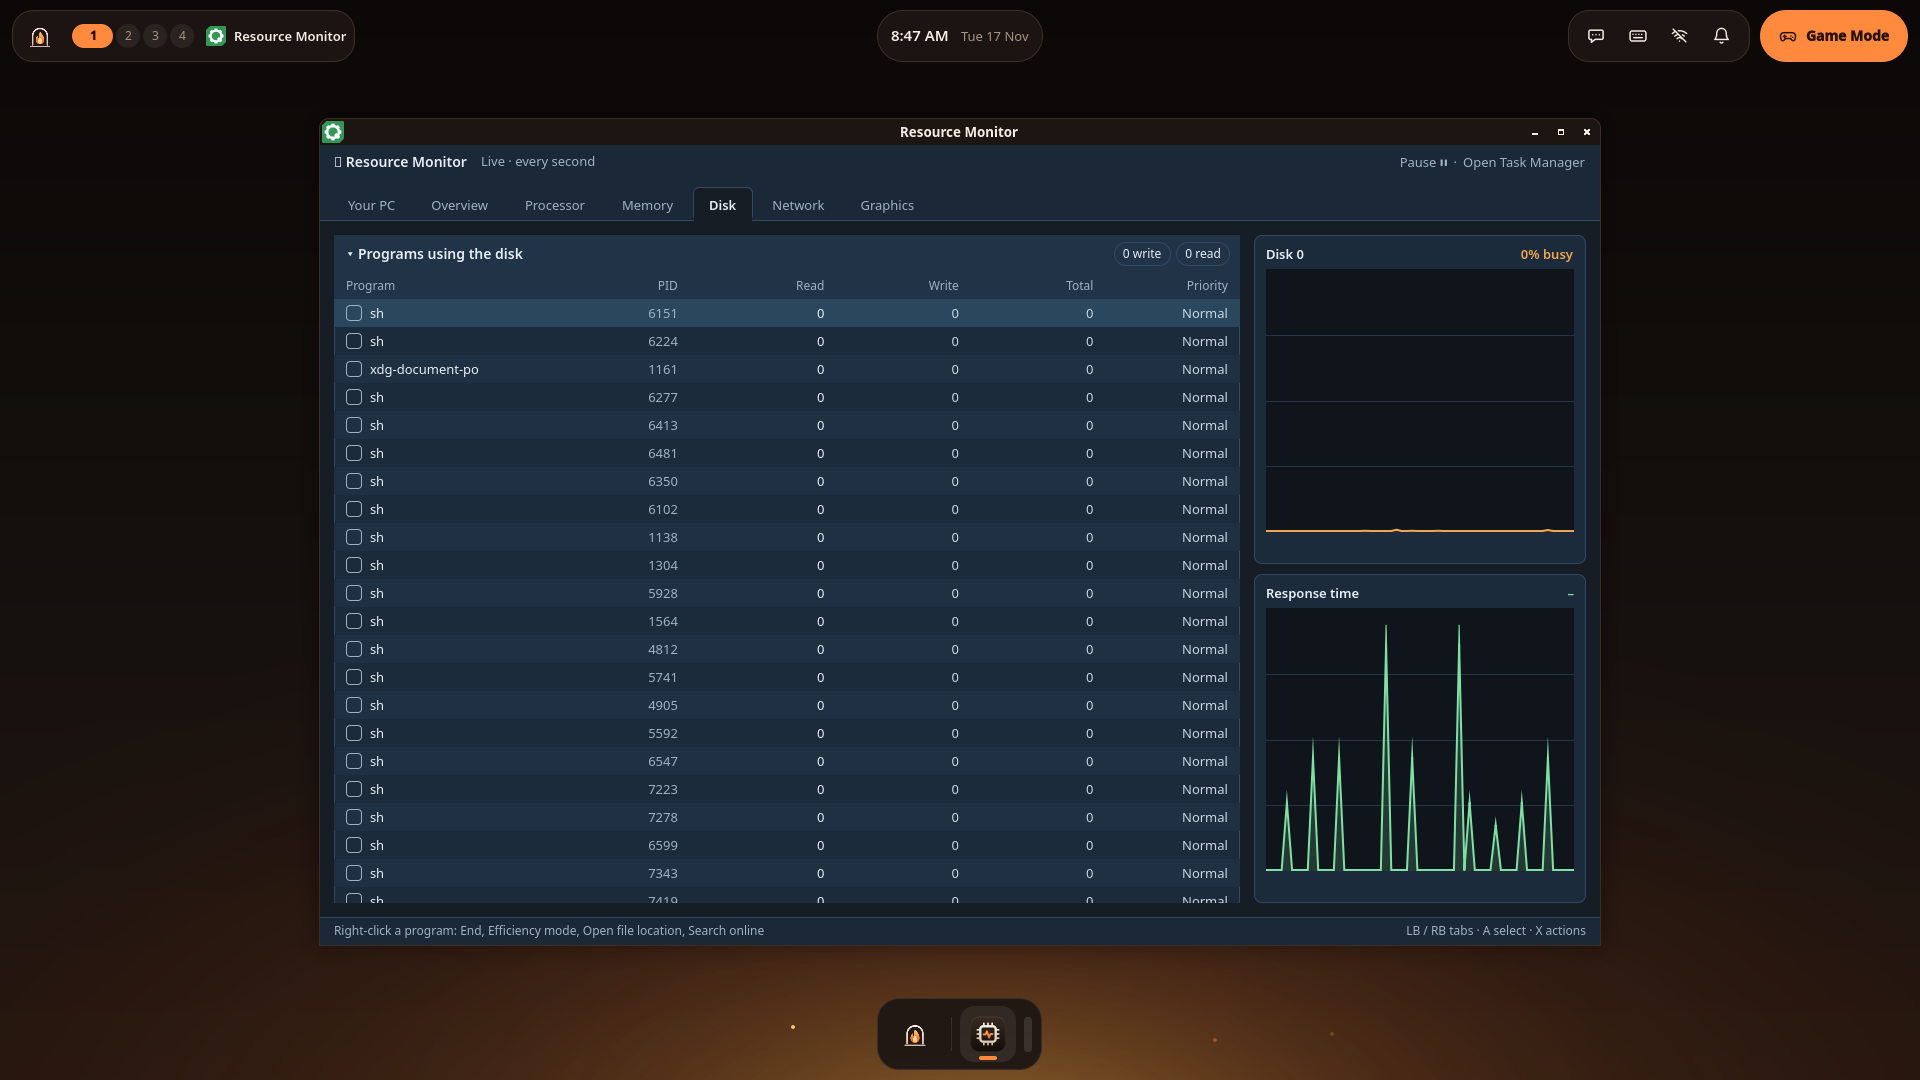 1 2 3 4 Resource Monitor
8:47 AM Tue 17 Nov
Game Mode
Resource Monitor
Resource Monitor Live · every second
Pause · Open Task Manager
Your PC Overview Processor Memory Disk Network Graphics
Programs using the disk 0 write 0 read
Program PID Read Write Total Priority
sh 6151 0 0 0 Normal
sh 6224 0 0 0 Normal
xdg-document-po 1161 0 0 0 Normal
sh 6277 0 0 0 Normal
sh 6413 0 0 0 Normal
sh 6481 0 0 0 Normal
sh 6350 0 0 0 Normal
sh 6102 0 0 0 Normal
sh 1138 0 0 0 Normal
sh 1304 0 0 0 Normal
sh 5928 0 0 0 Normal
sh 1564 0 0 0 Normal
sh 4812 0 0 0 Normal
sh 5741 0 0 0 Normal
sh 4905 0 0 0 Normal
sh 5592 0 0 0 Normal
sh 6547 0 0 0 Normal
sh 7223 0 0 0 Normal
sh 7278 0 0 0 Normal
sh 6599 0 0 0 Normal
sh 7343 0 0 0 Normal
sh 7419 0 0 0 Normal
Disk 0 0% busy
Response time –
Right-click a program: End, Efficiency mode, Open file location, Search online
LB / RB tabs · A select · X actions